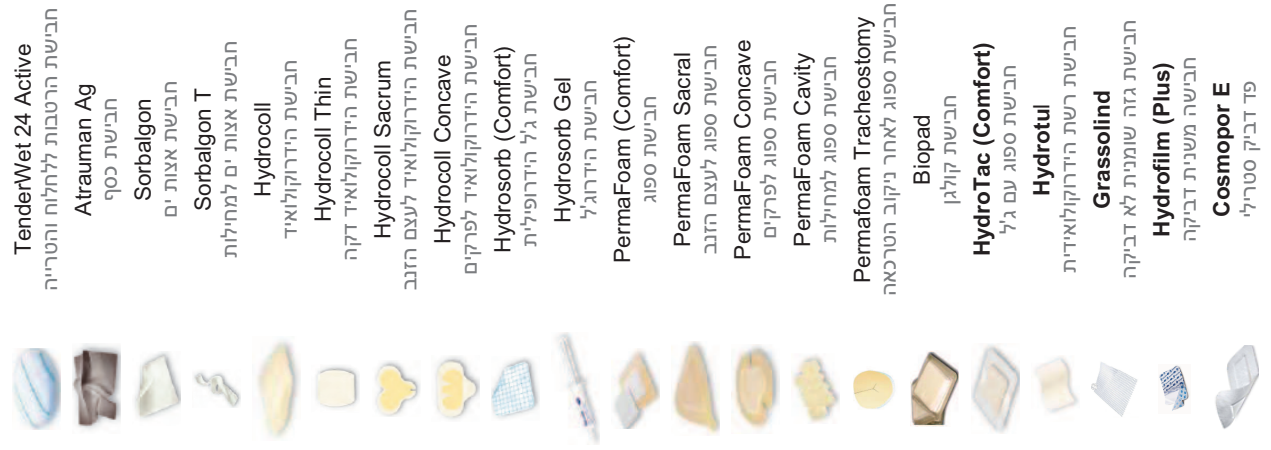 TenderWet 24 Active
חבישת הרטבות ללחלוח והטרייה
Atrauman Ag
חבישת כסף
Sorbalgon
חבישת אצות ים
Sorbalgon T
חבישת אצות ים למחילות
Hydrocoll
חבישת הידרוקולואיד
Hydrocoll Thin
חבישת הידרוקולואיד דקה
Hydrocoll Sacrum
חבישת הידרוקולואיד לעצם הזנב
Hydrocoll Concave
חבישת הידרוקולואיד לפרקים
Hydrosorb (Comfort)
חבישת ג'ל הידרופילית
Hydrosorb Gel
חבישת הידרוג'ל
PermaFoam (Comfort)
חבישת ספוג
PermaFoam Sacral
חבישת ספוג לעצם הזנב
PermaFoam Concave
חבישת ספוג לפרקים
PermaFoam Cavity
חבישת ספוג למחילות
Permafoam Tracheostomy
חבישת ספוג לאחר ניקוב הטרכאה
Biopad
חבישת קולגן
HydroTac (Comfort)
חבישת ספוג עם ג'ל
Hydrotul
חבישת רשת הידרוקולואידית
Grassolind
חבישת גזה שומנית לא דביקה
Hydrofilm (Plus)
חבישה משנית דביקה
Cosmopor E
פד דביק סטרילי